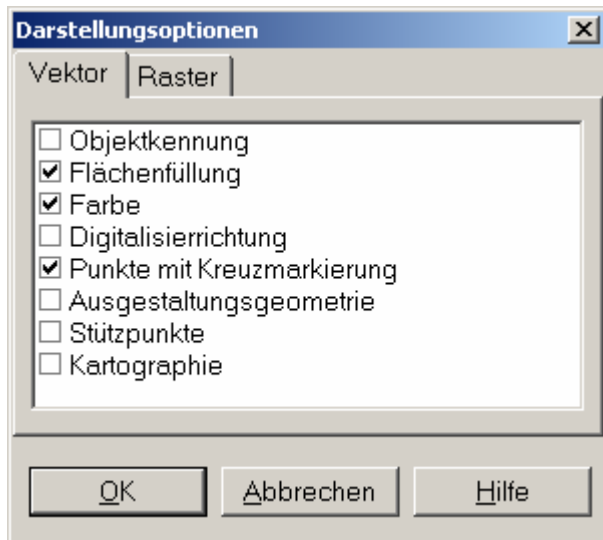 Darstellungsoptionen
Vektor Raster
Objektkennung
Flächenfüllung
Farbe
Digitalisierrichtung
Punkte mit Kreuzmarkierung
Ausgestaltungsgeometrie
Stützpunkte
Kartographie
OK Abbrechen Hilfe